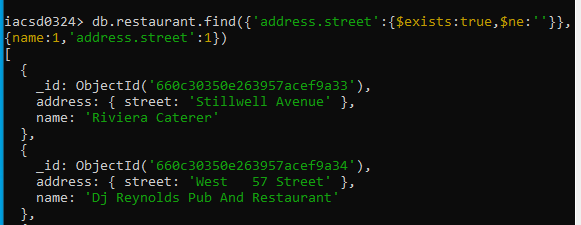 iacsd0324> db.restaurant.find({'address.street':{$exists:true,$ne:''}},
{name:1,'address.street':1})
[
  {
    _id: ObjectId('660c30350e263957acef9a33'),
    address: { street: 'Stillwell Avenue' },
    name: 'Riviera Caterer'
  },
  {
    _id: ObjectId('660c30350e263957acef9a34'),
    address: { street: 'West   57 Street' },
    name: 'Dj Reynolds Pub And Restaurant'
  },